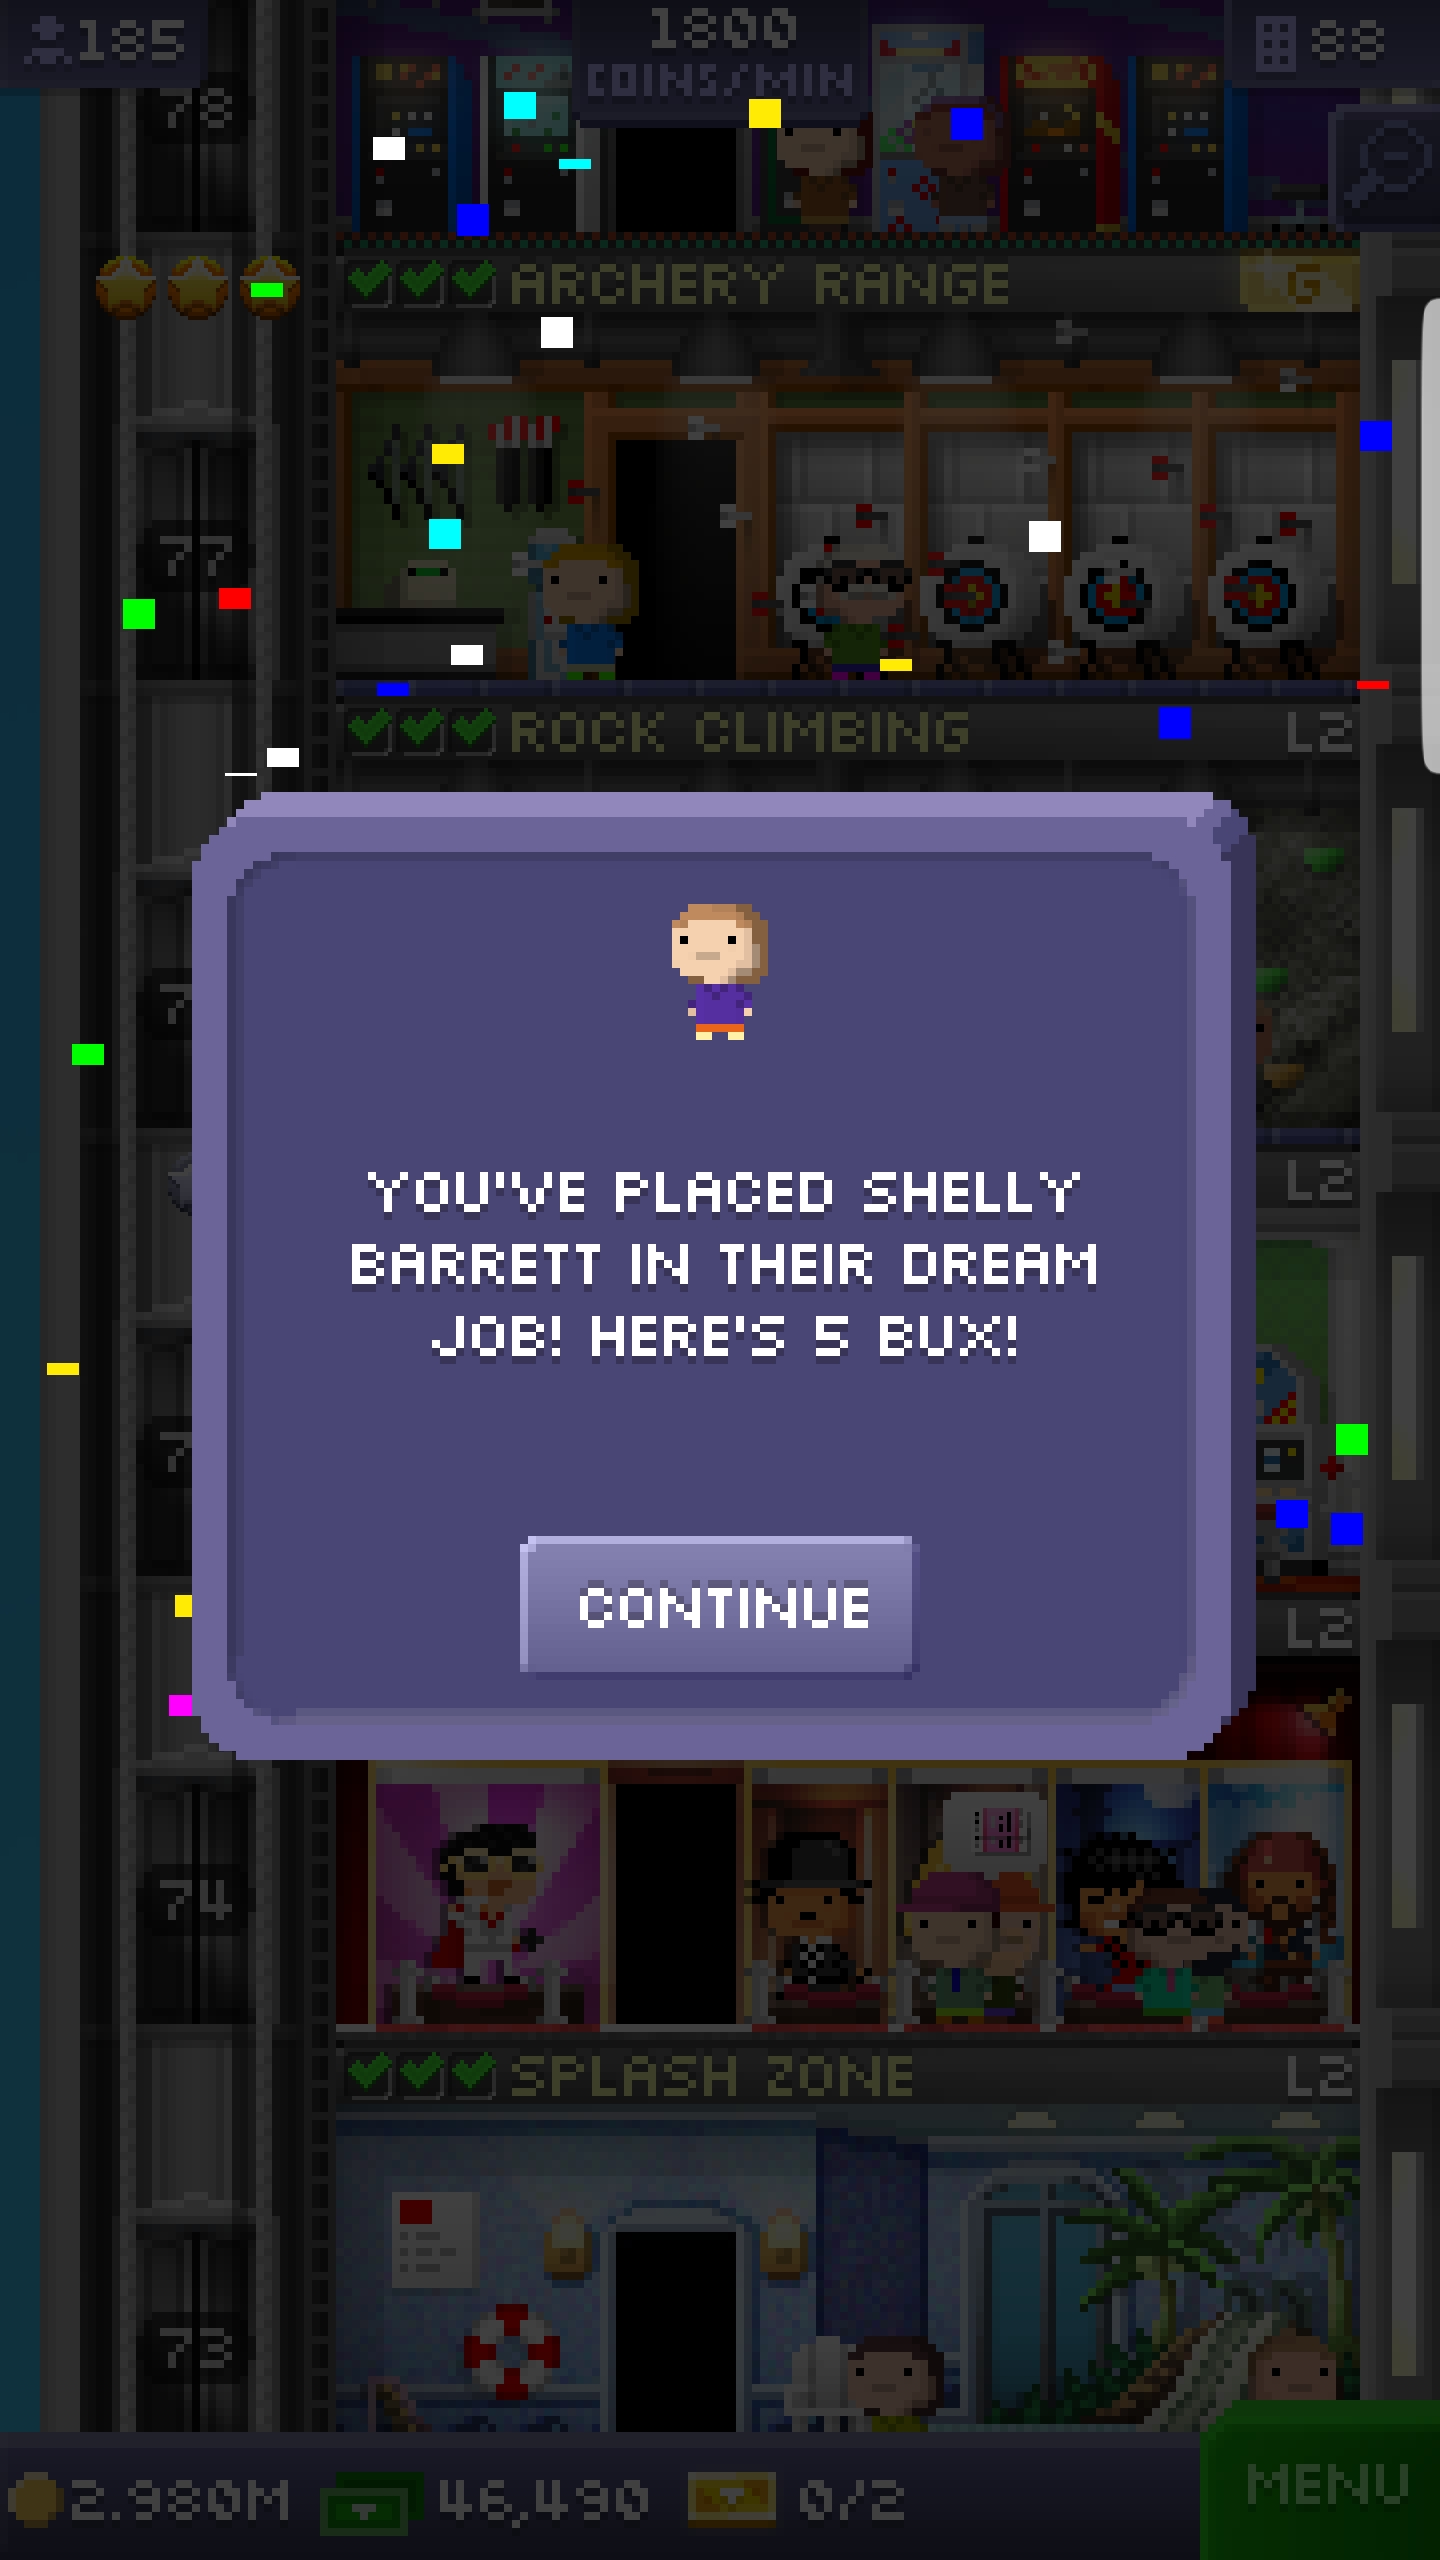 185
1800
COINS/MIN
88
78
ARCHERY RANGE
G
77
ROCK CLIMBING
L2
YOU'VE PLACED SHELLY
BARRETT IN THEIR DREAM
JOB! HERE'S 5 BUX!
CONTINUE
L2
L2
74
SPLASH ZONE
L2
73
2.980M
46,490
0/2
MENU